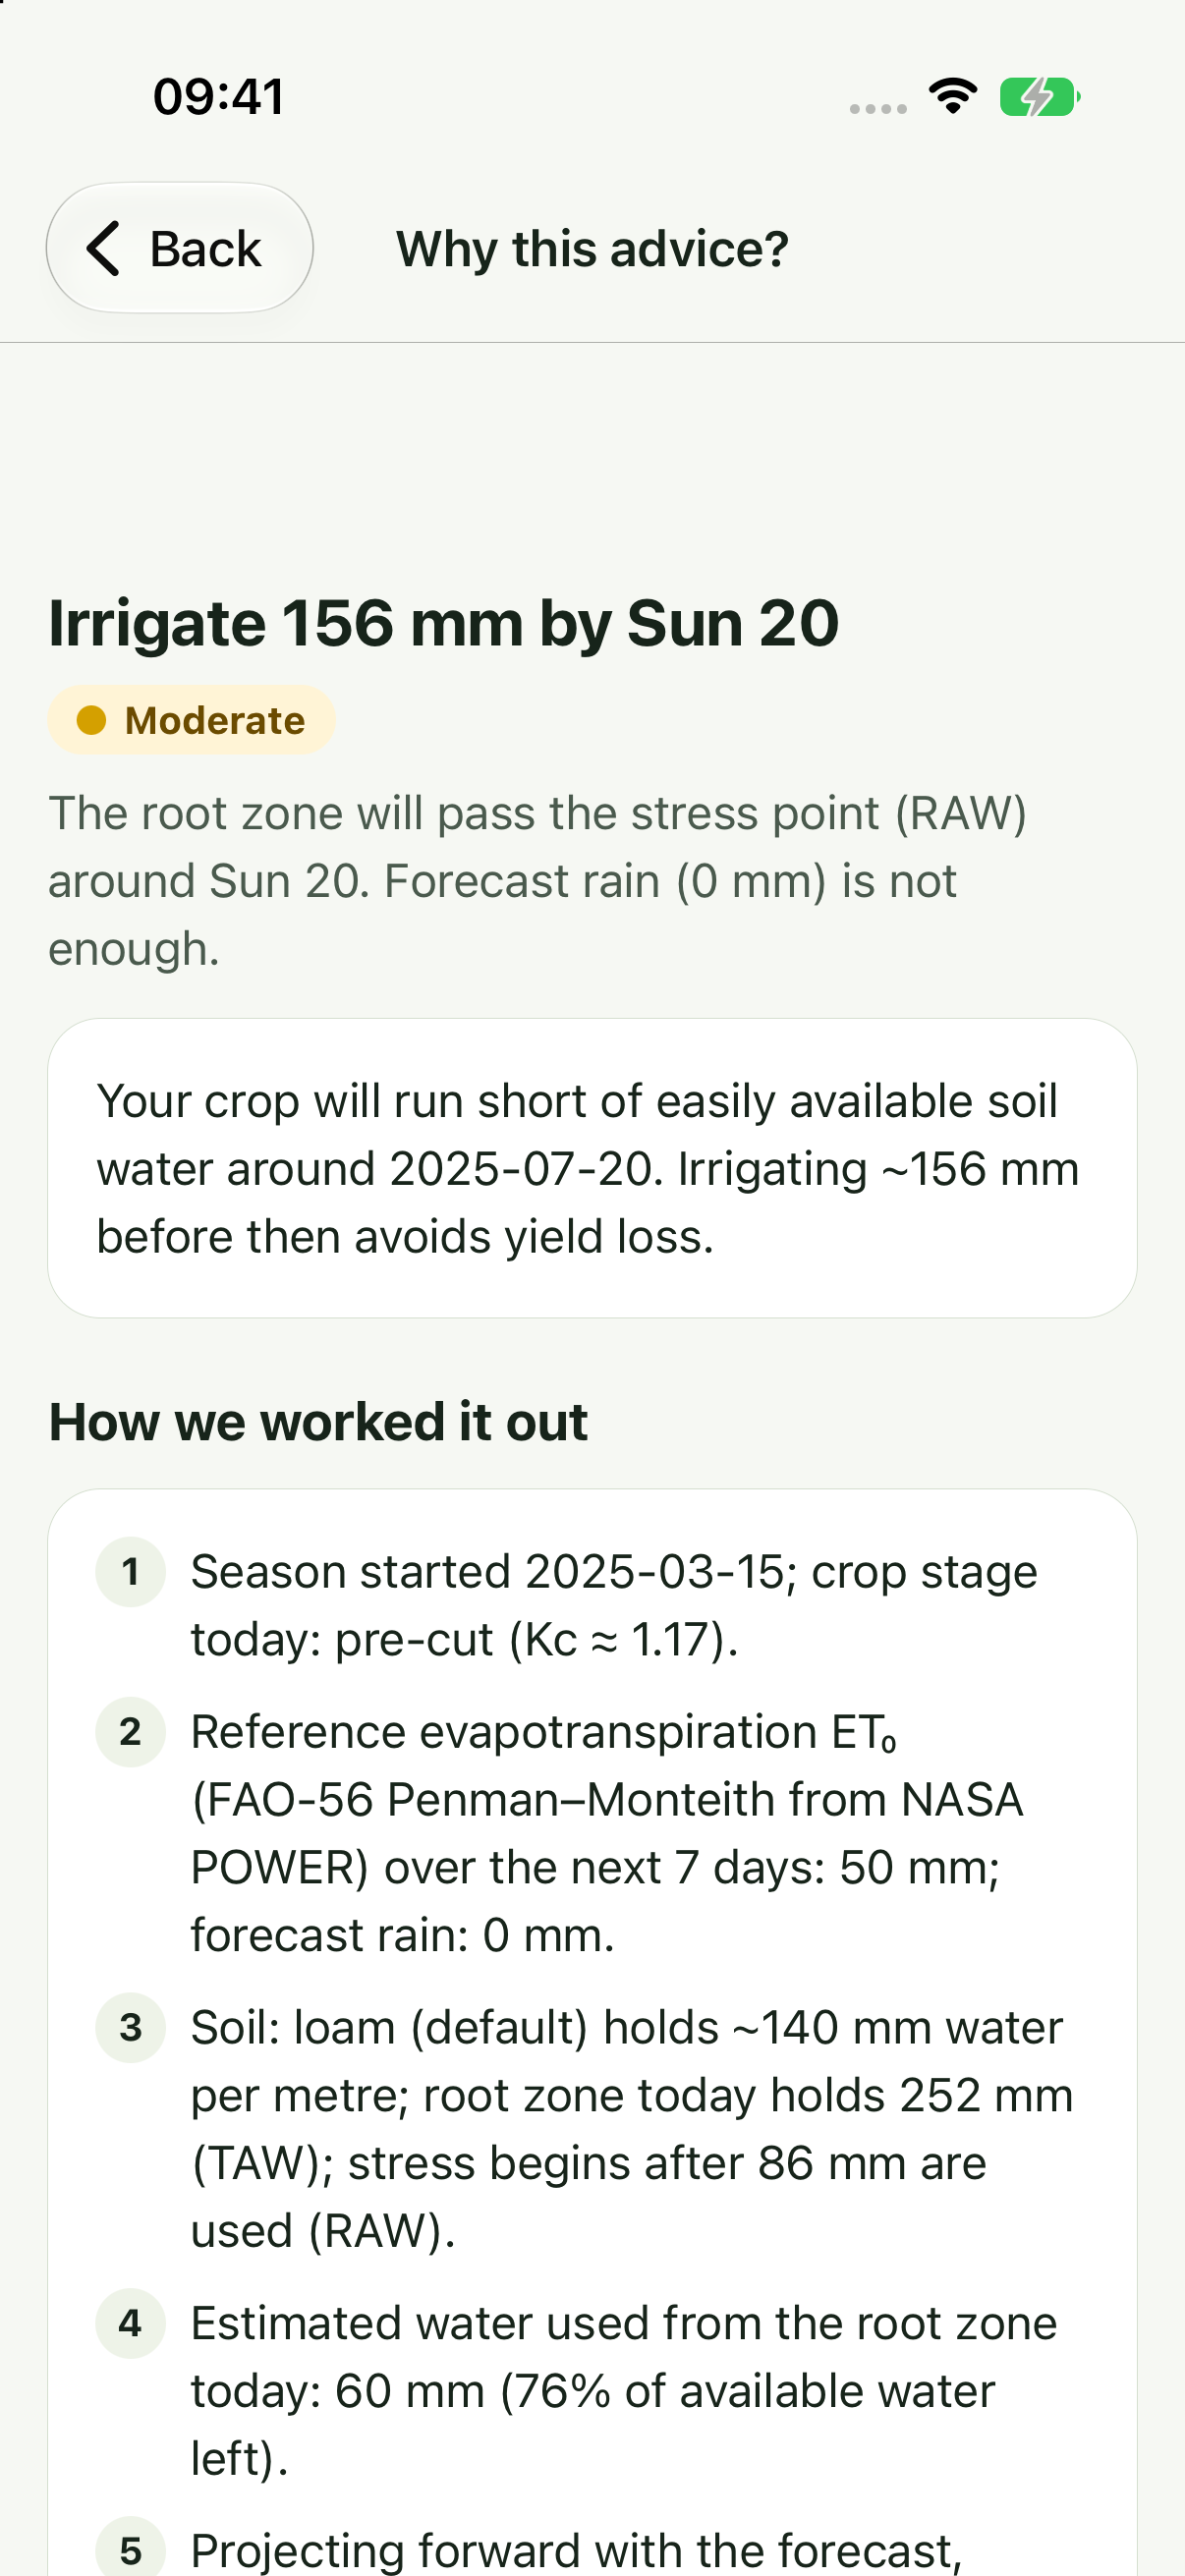 09:41
Back
Why this advice?
Irrigate 156 mm by Sun 20
Moderate
The root zone will pass the stress point (RAW)
around Sun 20. Forecast rain (0 mm) is not
enough.
Your crop will run short of easily available soil
water around 2025-07-20. Irrigating ~156 mm
before then avoids yield loss.
How we worked it out
1 Season started 2025-03-15; crop stage
today: pre-cut (Kc ≈ 1.17).
2 Reference evapotranspiration ET₀
(FAO-56 Penman–Monteith from NASA
POWER) over the next 7 days: 50 mm;
forecast rain: 0 mm.
3 Soil: loam (default) holds ~140 mm water
per metre; root zone today holds 252 mm
(TAW); stress begins after 86 mm are
used (RAW).
4 Estimated water used from the root zone
today: 60 mm (76% of available water
left).
5 Projecting forward with the forecast,